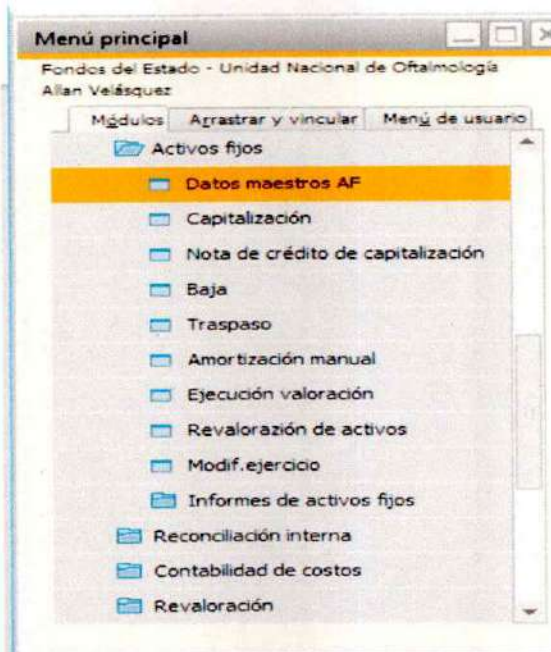 Menú principal
Fondos del Estado - Unidad Nacional de Oftalmología
Allan Velásquez
Módulos Arrastrar y vincular Menú de usuario
Activos fijos
Datos maestros AF
Capitalización
Nota de crédito de capitalización
Baja
Traspaso
Amortización manual
Ejecución valoración
Revalorazión de activos
Modif.ejercicio
Informes de activos fijos
Reconciliación interna
Contabilidad de costos
Revaloración